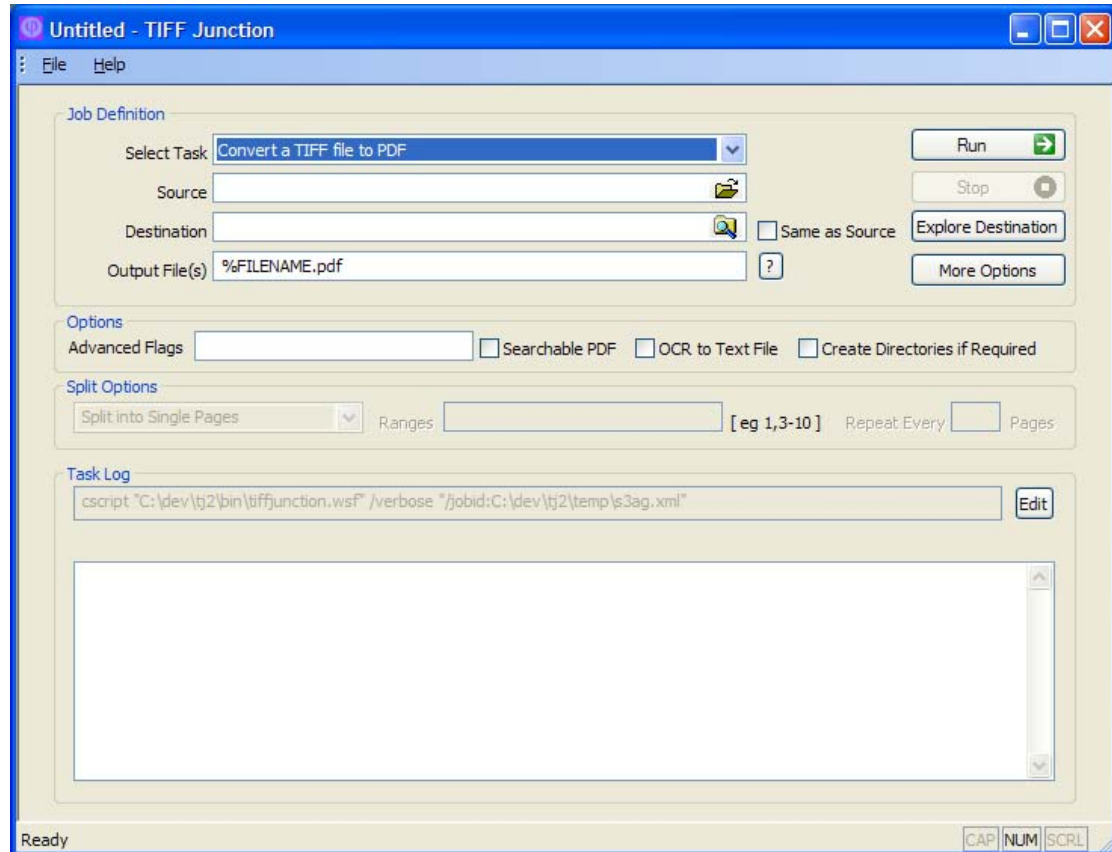 Untitled - TIFF Junction
File Help
Job Definition
Select Task Convert a TIFF file to PDF Run
Source Stop
Destination Same as Source Explore Destination
Output File(s) %FILENAME.pdf ? More Options
Options
Advanced Flags Searchable PDF OCR to Text File Create Directories if Required
Split Options
Split into Single Pages Ranges [ eg 1,3-10 ] Repeat Every Pages
Task Log
cscript "C:\dev\tj2\bin\tiffjunction.wsf" /verbose "/jobid:C:\dev\tj2\temp\s3ag.xml" Edit
Ready CAP NUM SCRL